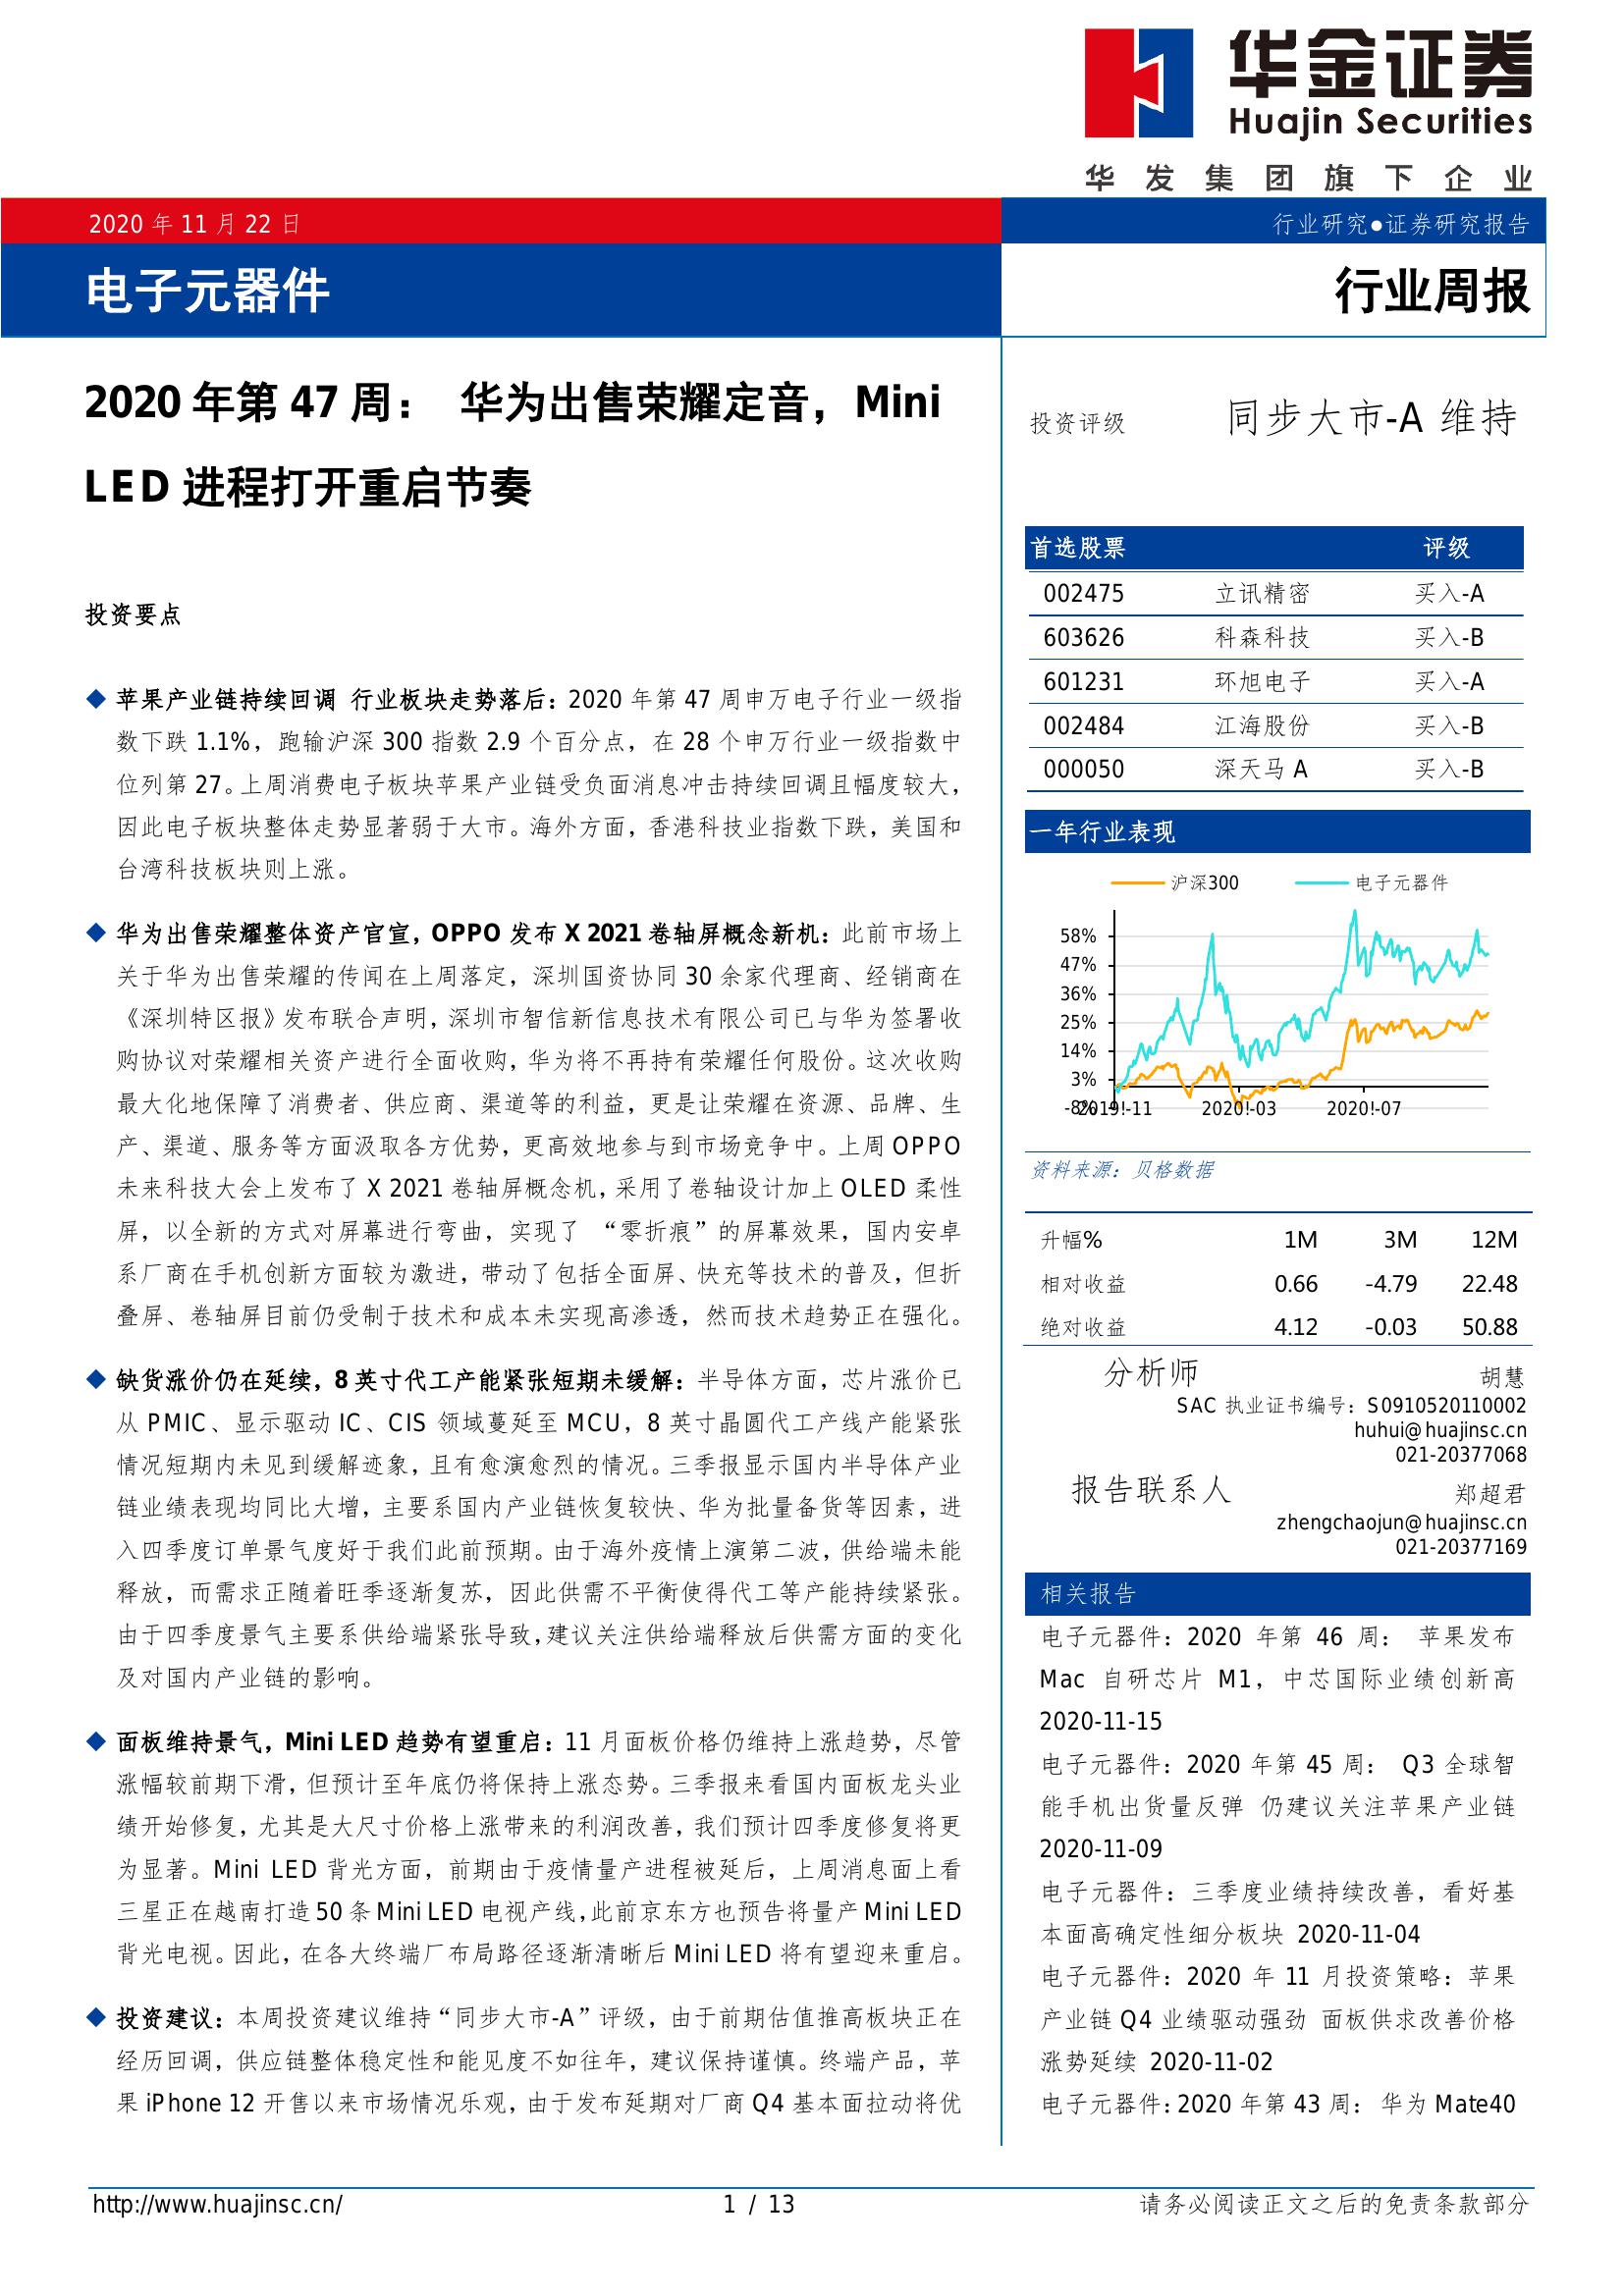 华金证券
Huajin Securities
华发集团旗下企业
2020 年 11 月 22 日
行业研究●证券研究报告
电子元器件
行业周报
2020 年第 47 周： 华为出售荣耀定音，Mini
LED 进程打开重启节奏
投资要点
◆ 苹果产业链持续回调 行业板块走势落后：2020 年第 47 周申万电子行业一级指
数下跌 1.1%，跑输沪深 300 指数 2.9 个百分点，在 28 个申万行业一级指数中
位列第 27。上周消费电子板块苹果产业链受负面消息冲击持续回调且幅度较大，
因此电子板块整体走势显著弱于大市。海外方面，香港科技业指数下跌，美国和
台湾科技板块则上涨。
◆ 华为出售荣耀整体资产官宣，OPPO 发布 X 2021 卷轴屏概念新机：此前市场上
关于华为出售荣耀的传闻在上周落定，深圳国资协同 30 余家代理商、经销商在
《深圳特区报》发布联合声明，深圳市智信新信息技术有限公司已与华为签署收
购协议对荣耀相关资产进行全面收购，华为将不再持有荣耀任何股份。这次收购
最大化地保障了消费者、供应商、渠道等的利益，更是让荣耀在资源、品牌、生
产、渠道、服务等方面汲取各方优势，更高效地参与到市场竞争中。上周 OPPO
未来科技大会上发布了 X 2021 卷轴屏概念机，采用了卷轴设计加上 OLED 柔性
屏，以全新的方式对屏幕进行弯曲，实现了 “零折痕”的屏幕效果，国内安卓
系厂商在手机创新方面较为激进，带动了包括全面屏、快充等技术的普及，但折
叠屏、卷轴屏目前仍受制于技术和成本未实现高渗透，然而技术趋势正在强化。
◆ 缺货涨价仍在延续，8 英寸代工产能紧张短期未缓解：半导体方面，芯片涨价已
从 PMIC、显示驱动 IC、CIS 领域蔓延至 MCU，8 英寸晶圆代工产线产能紧张
情况短期内未见到缓解迹象，且有愈演愈烈的情况。三季报显示国内半导体产业
链业绩表现均同比大增，主要系国内产业链恢复较快、华为批量备货等因素，进
入四季度订单景气度好于我们此前预期。由于海外疫情上演第二波，供给端未能
释放，而需求正随着旺季逐渐复苏，因此供需不平衡使得代工等产能持续紧张。
由于四季度景气主要系供给端紧张导致，建议关注供给端释放后供需方面的变化
及对国内产业链的影响。
◆ 面板维持景气，Mini LED 趋势有望重启：11 月面板价格仍维持上涨趋势，尽管
涨幅较前期下滑，但预计至年底仍将保持上涨态势。三季报来看国内面板龙头业
绩开始修复，尤其是大尺寸价格上涨带来的利润改善，我们预计四季度修复将更
为显著。Mini LED 背光方面，前期由于疫情量产进程被延后，上周消息面上看
三星正在越南打造 50 条 Mini LED 电视产线，此前京东方也预告将量产 Mini LED
背光电视。因此，在各大终端厂布局路径逐渐清晰后 Mini LED 将有望迎来重启。
◆ 投资建议：本周投资建议维持“同步大市-A”评级，由于前期估值推高板块正在
经历回调，供应链整体稳定性和能见度不如往年，建议保持谨慎。终端产品，苹
果 iPhone 12 开售以来市场情况乐观，由于发布延期对厂商 Q4 基本面拉动将优
投资评级 同步大市-A 维持
首选股票 评级
002475 立讯精密 买入-A
603626 科森科技 买入-B
601231 环旭电子 买入-A
002484 江海股份 买入-B
000050 深天马 A 买入-B
一年行业表现
沪深300 电子元器件
58%
47%
36%
25%
14%
3%
-8%
2019!-11 2020!-03 2020!-07
资料来源：贝格数据
升幅% 1M 3M 12M
相对收益 0.66 -4.79 22.48
绝对收益 4.12 -0.03 50.88
分析师 胡慧
SAC 执业证书编号：S0910520110002
huhui@huajinsc.cn
021-20377068
报告联系人 郑超君
zhengchaojun@huajinsc.cn
021-20377169
相关报告
电子元器件：2020 年第 46 周： 苹果发布
Mac 自研芯片 M1，中芯国际业绩创新高
2020-11-15
电子元器件：2020 年第 45 周： Q3 全球智
能手机出货量反弹 仍建议关注苹果产业链
2020-11-09
电子元器件：三季度业绩持续改善，看好基
本面高确定性细分板块 2020-11-04
电子元器件：2020 年 11 月投资策略：苹果
产业链 Q4 业绩驱动强劲 面板供求改善价格
涨势延续 2020-11-02
电子元器件：2020 年第 43 周：华为 Mate40
http://www.huajinsc.cn/ 1 / 13 请务必阅读正文之后的免责条款部分